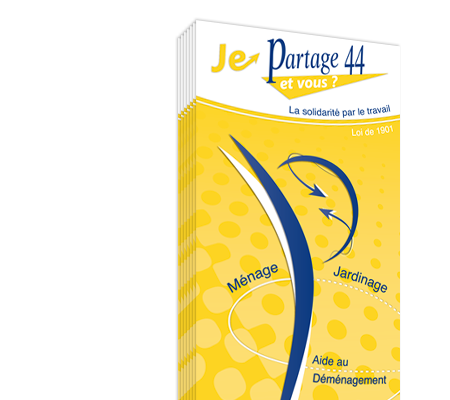 Je Partage 44
et vous ?
La solidarité par le travail
Loi de 1901
Ménage
Jardinage
Aide au
Déménagement